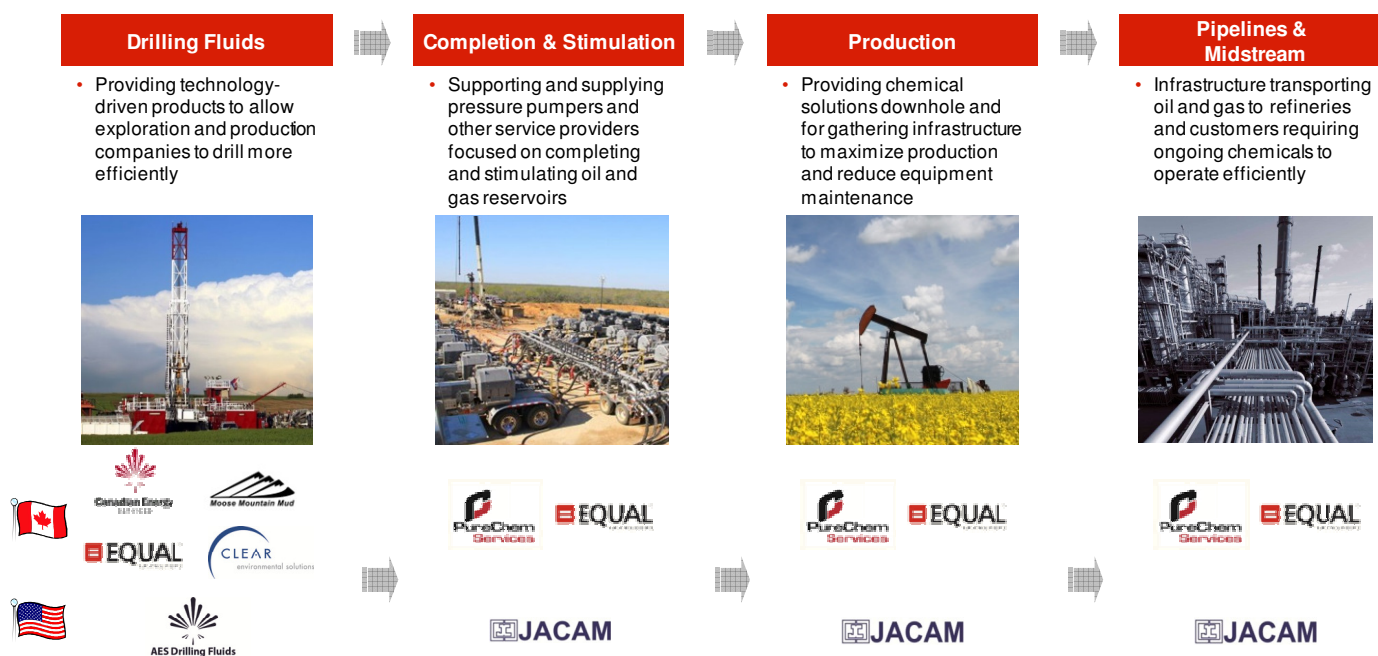 Drilling Fluids
• Providing technology-
driven products to allow
exploration and production
companies to drill more
efficiently
Completion & Stimulation
• Supporting and supplying
pressure pumpers and
other service providers
focused on completing
and stimulating oil and
gas reservoirs
Production
• Providing chemical
solutions downhole and
for gathering infrastructure
to maximize production
and reduce equipment
maintenance
Pipelines &
Midstream
• Infrastructure transporting
oil and gas to refineries
and customers requiring
ongoing chemicals to
operate efficiently
Canadian Energy
Moose Mountain Mud
EQUAL
CLEAR
environmental solutions
PureChem
Services
EQUAL
PureChem
Services
EQUAL
PureChem
Services
EQUAL
AES Drilling Fluids
JACAM
JACAM
JACAM